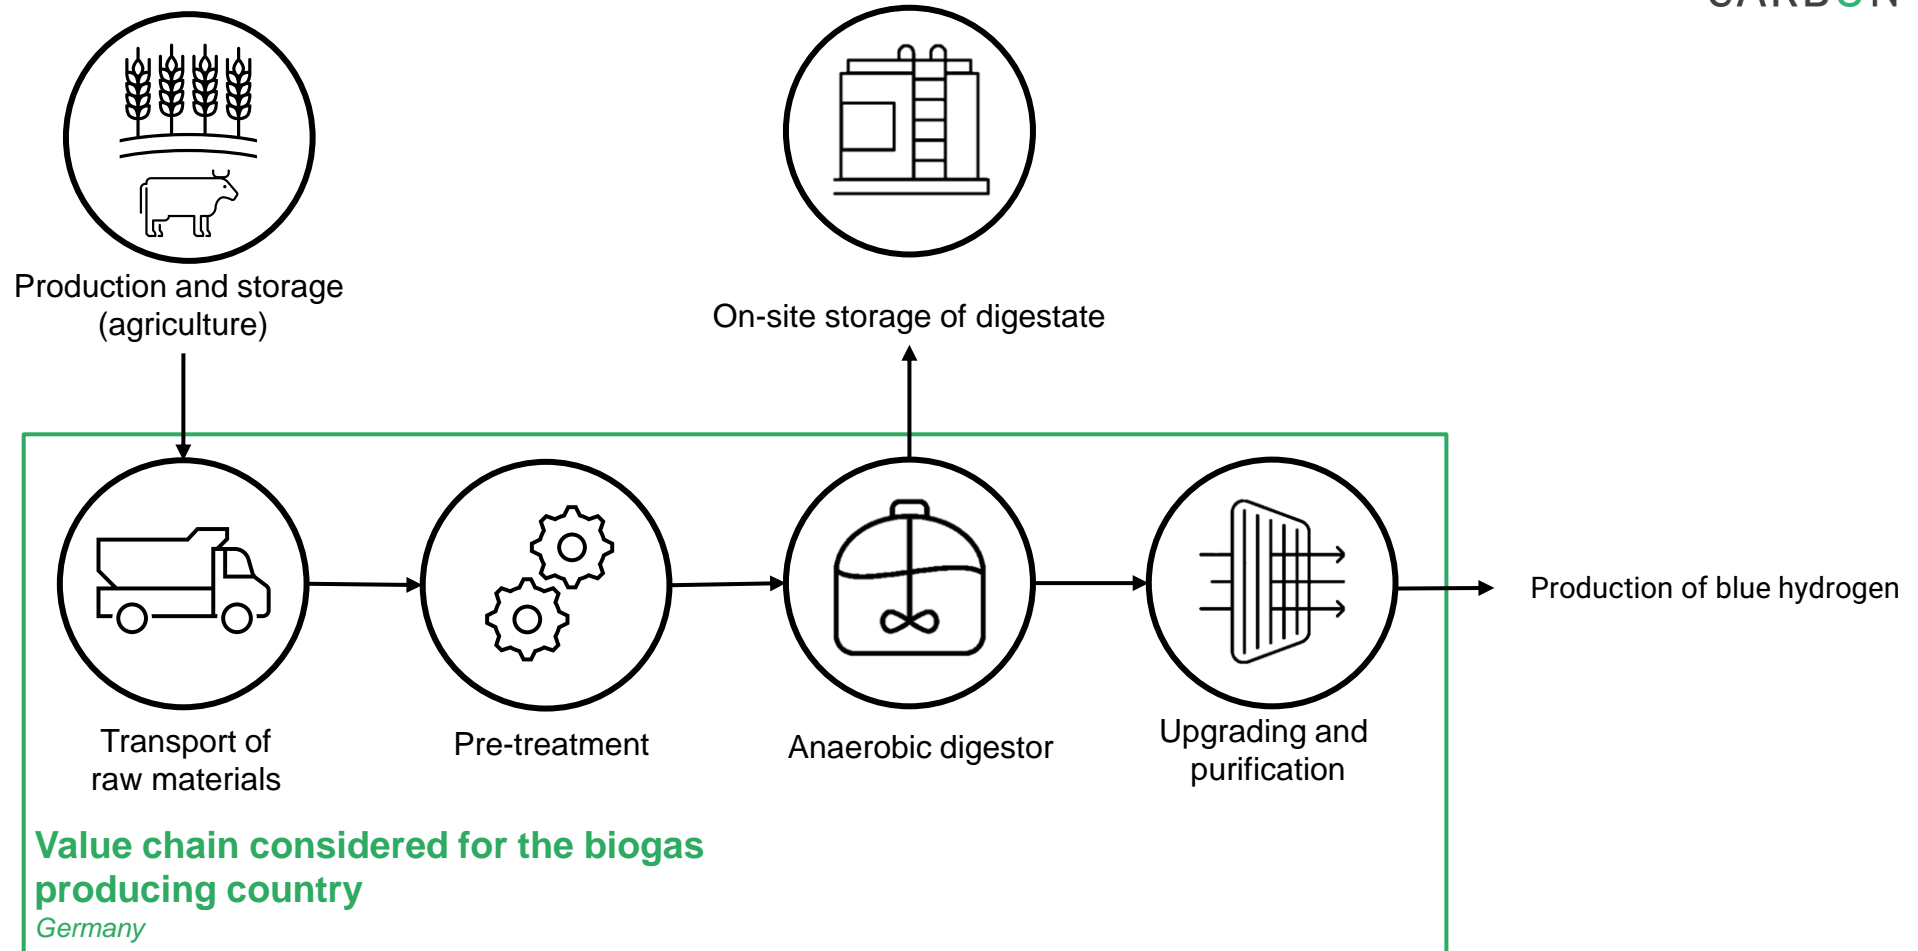 CARBON
Production and storage
(agriculture)
On-site storage of digestate
Production of blue hydrogen
Transport of
raw materials
Pre-treatment
Anaerobic digestor
Upgrading and
purification
Value chain considered for the biogas
producing country
Germany